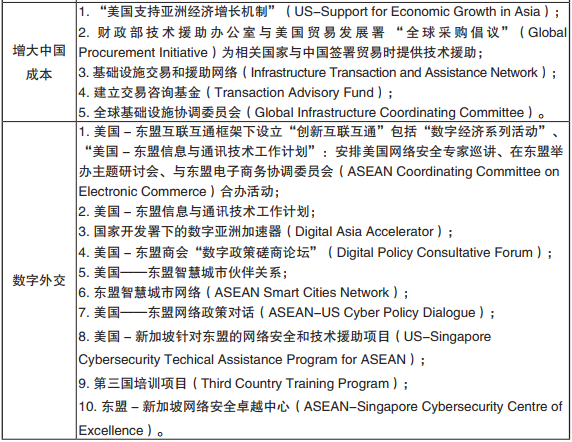 增大中国
成本
1. “美国支持亚洲经济增长机制”（US-Support for Economic Growth in Asia）；
2. 财政部技术援助办公室与美国贸易发展署“全球采购倡议”（Global
Procurement Initiative）为相关国家与中国签署贸易时提供技术援助；
3. 基础设施交易和援助网络（Infrastructure Transaction and Assistance Network）；
4. 建立交易咨询基金（Transaction Advisory Fund）；
5. 全球基础设施协调委员会（Global Infrastructure Coordinating Committee）。
数字外交
1. 美国－东盟互联互通框架下设立“创新互联互通”包括“数字经济系列活动”、
“美国－东盟信息与通讯技术工作计划”：安排美国网络安全专家巡讲、在东盟举
办主题研讨会、与东盟电子商务协调委员会（ASEAN Coordinating Committee on
Electronic Commerce）合办活动；
2. 美国－东盟信息与通讯技术工作计划；
3. 国家开发署下的数字亚洲加速器（Digital Asia Accelerator）；
4. 美国－东盟商会“数字政策磋商论坛”（Digital Policy Consultative Forum）；
5. 美国——东盟智慧城市伙伴关系；
6. 东盟智慧城市网络（ASEAN Smart Cities Network）；
7. 美国——东盟网络政策对话（ASEAN-US Cyber Policy Dialogue）；
8. 美国－新加坡针对东盟的网络安全和技术援助项目（US-Singapore
Cybersecurity Techical Assistance Program for ASEAN）；
9. 第三国培训项目（Third Country Training Program）；
10. 东盟－新加坡网络安全卓越中心（ASEAN-Singapore Cybersecurity Centre of
Excellence）。